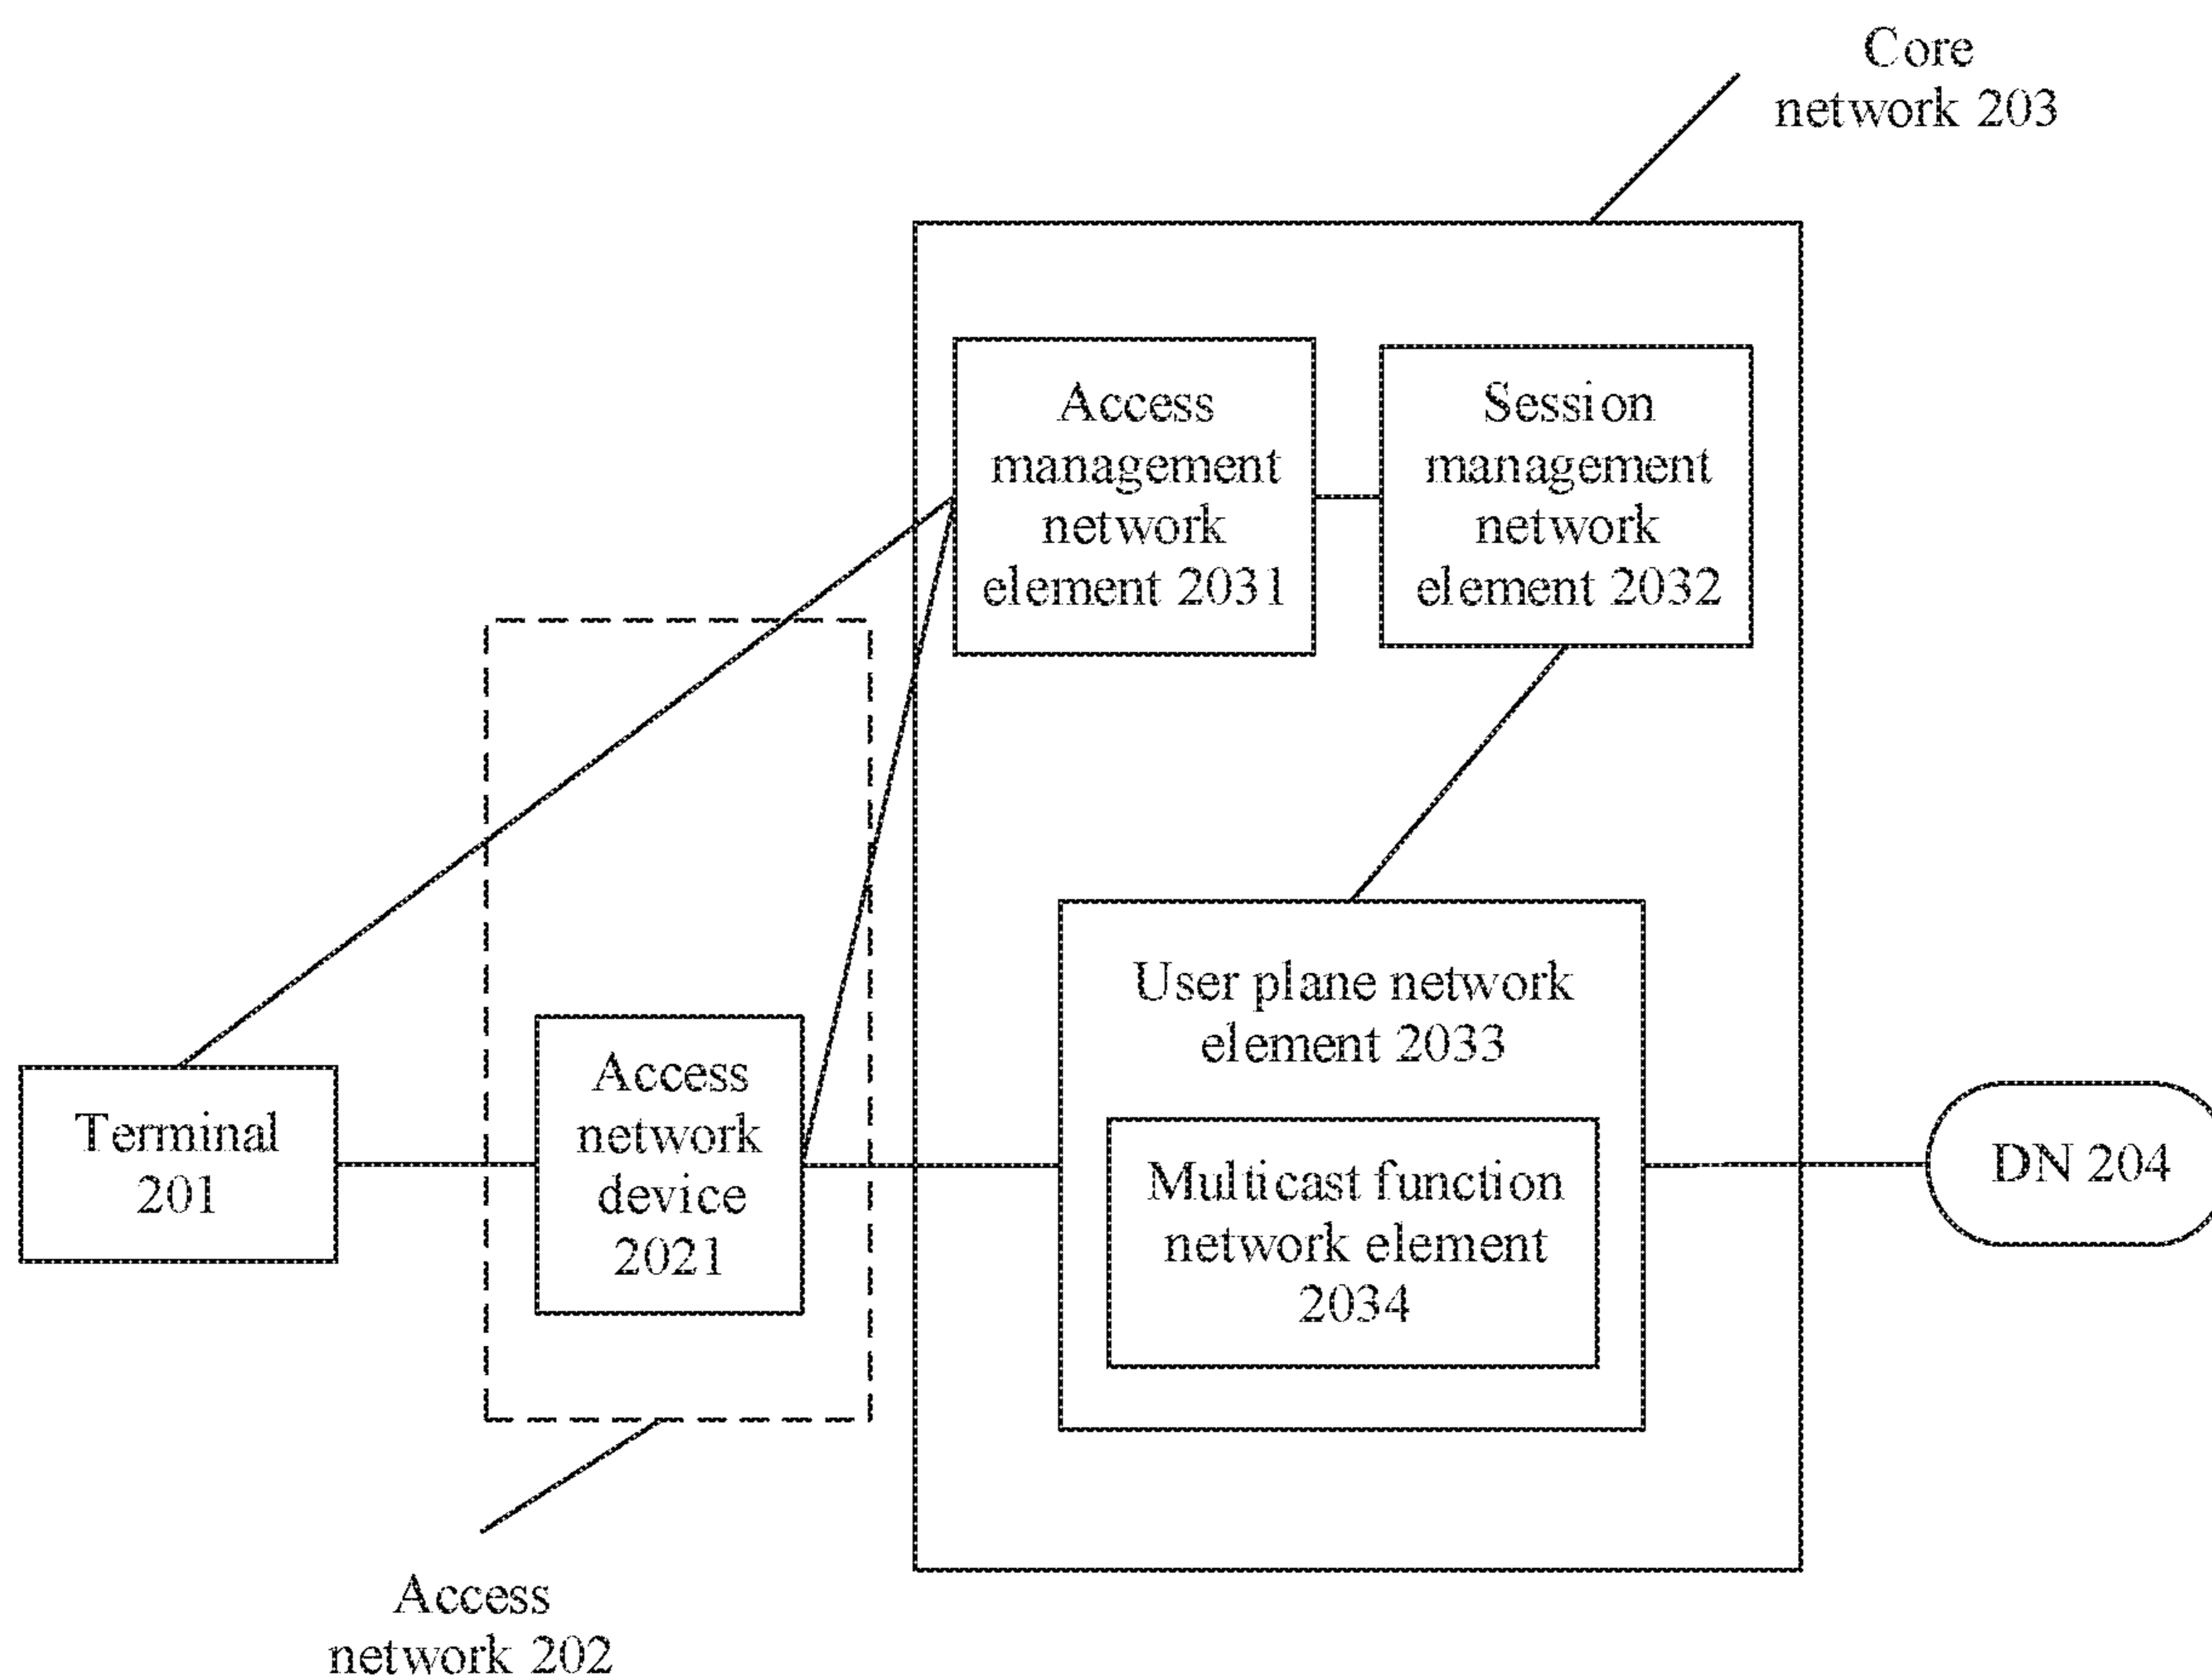 Core
network 203
Access
management
network
element 2031
Session
management
network
element 2032
User plane network
element 2033
Multicast function
network element
2034
Access
network
device
2021
Terminal
201
DN 204
Access
network 202